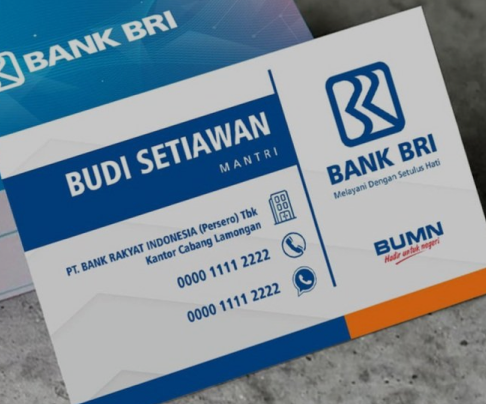 BANK BRI
BUDI SETIAWAN
MANTRI
PT. BANK RAKYAT INDONESIA (Persero) Tbk
Kantor Cabang Lamongan
0000 1111 2222
0000 1111 2222
BANK BRI
Melayani Dengan Setulus Hati
BUMN
Hadir untuk negeri